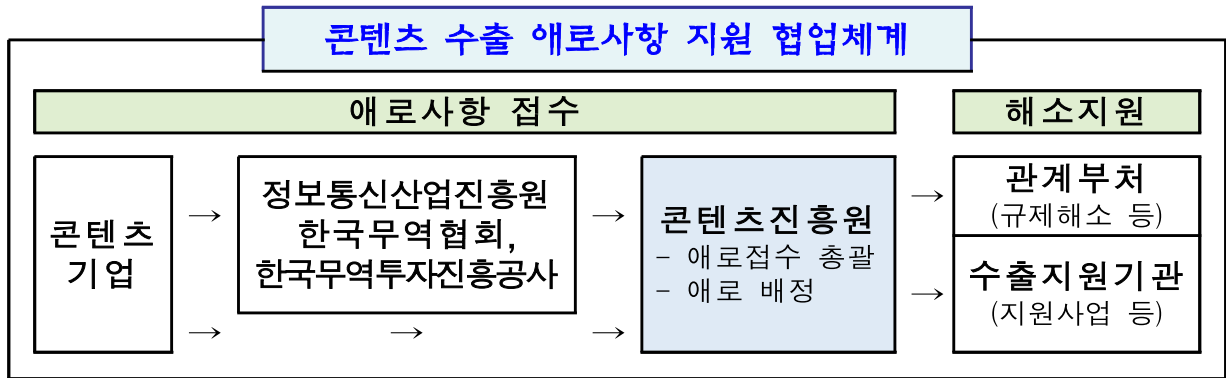 콘텐츠 수출 애로사항 지원 협업체계
애로사항 접수
해소지원
콘텐츠
기업
→
→
정보통신산업진흥원
한국무역협회,
한국무역투자진흥공사
→
→
→
콘텐츠진흥원
- 애로접수 총괄
- 애로 배정
→
→
관계부처
(규제해소 등)
수출지원기관
(지원사업 등)